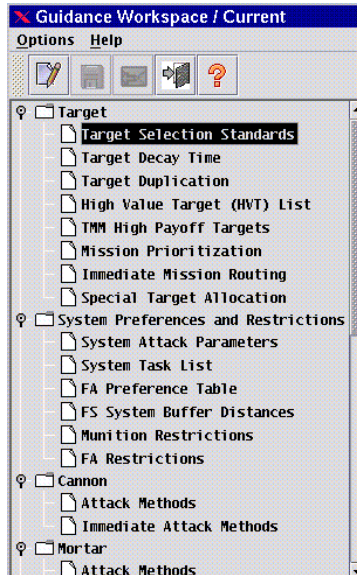 Guidance Workspace / Current
Options Help
Target
Target Selection Standards
Target Decay Time
Target Duplication
High Value Target (HVT) List
TMM High Payoff Targets
Mission Prioritization
Immediate Mission Routing
Special Target Allocation
System Preferences and Restrictions
System Attack Parameters
System Task List
FA Preference Table
FS System Buffer Distances
Munition Restrictions
FA Restrictions
Cannon
Attack Methods
Immediate Attack Methods
Mortar
Attack Methods